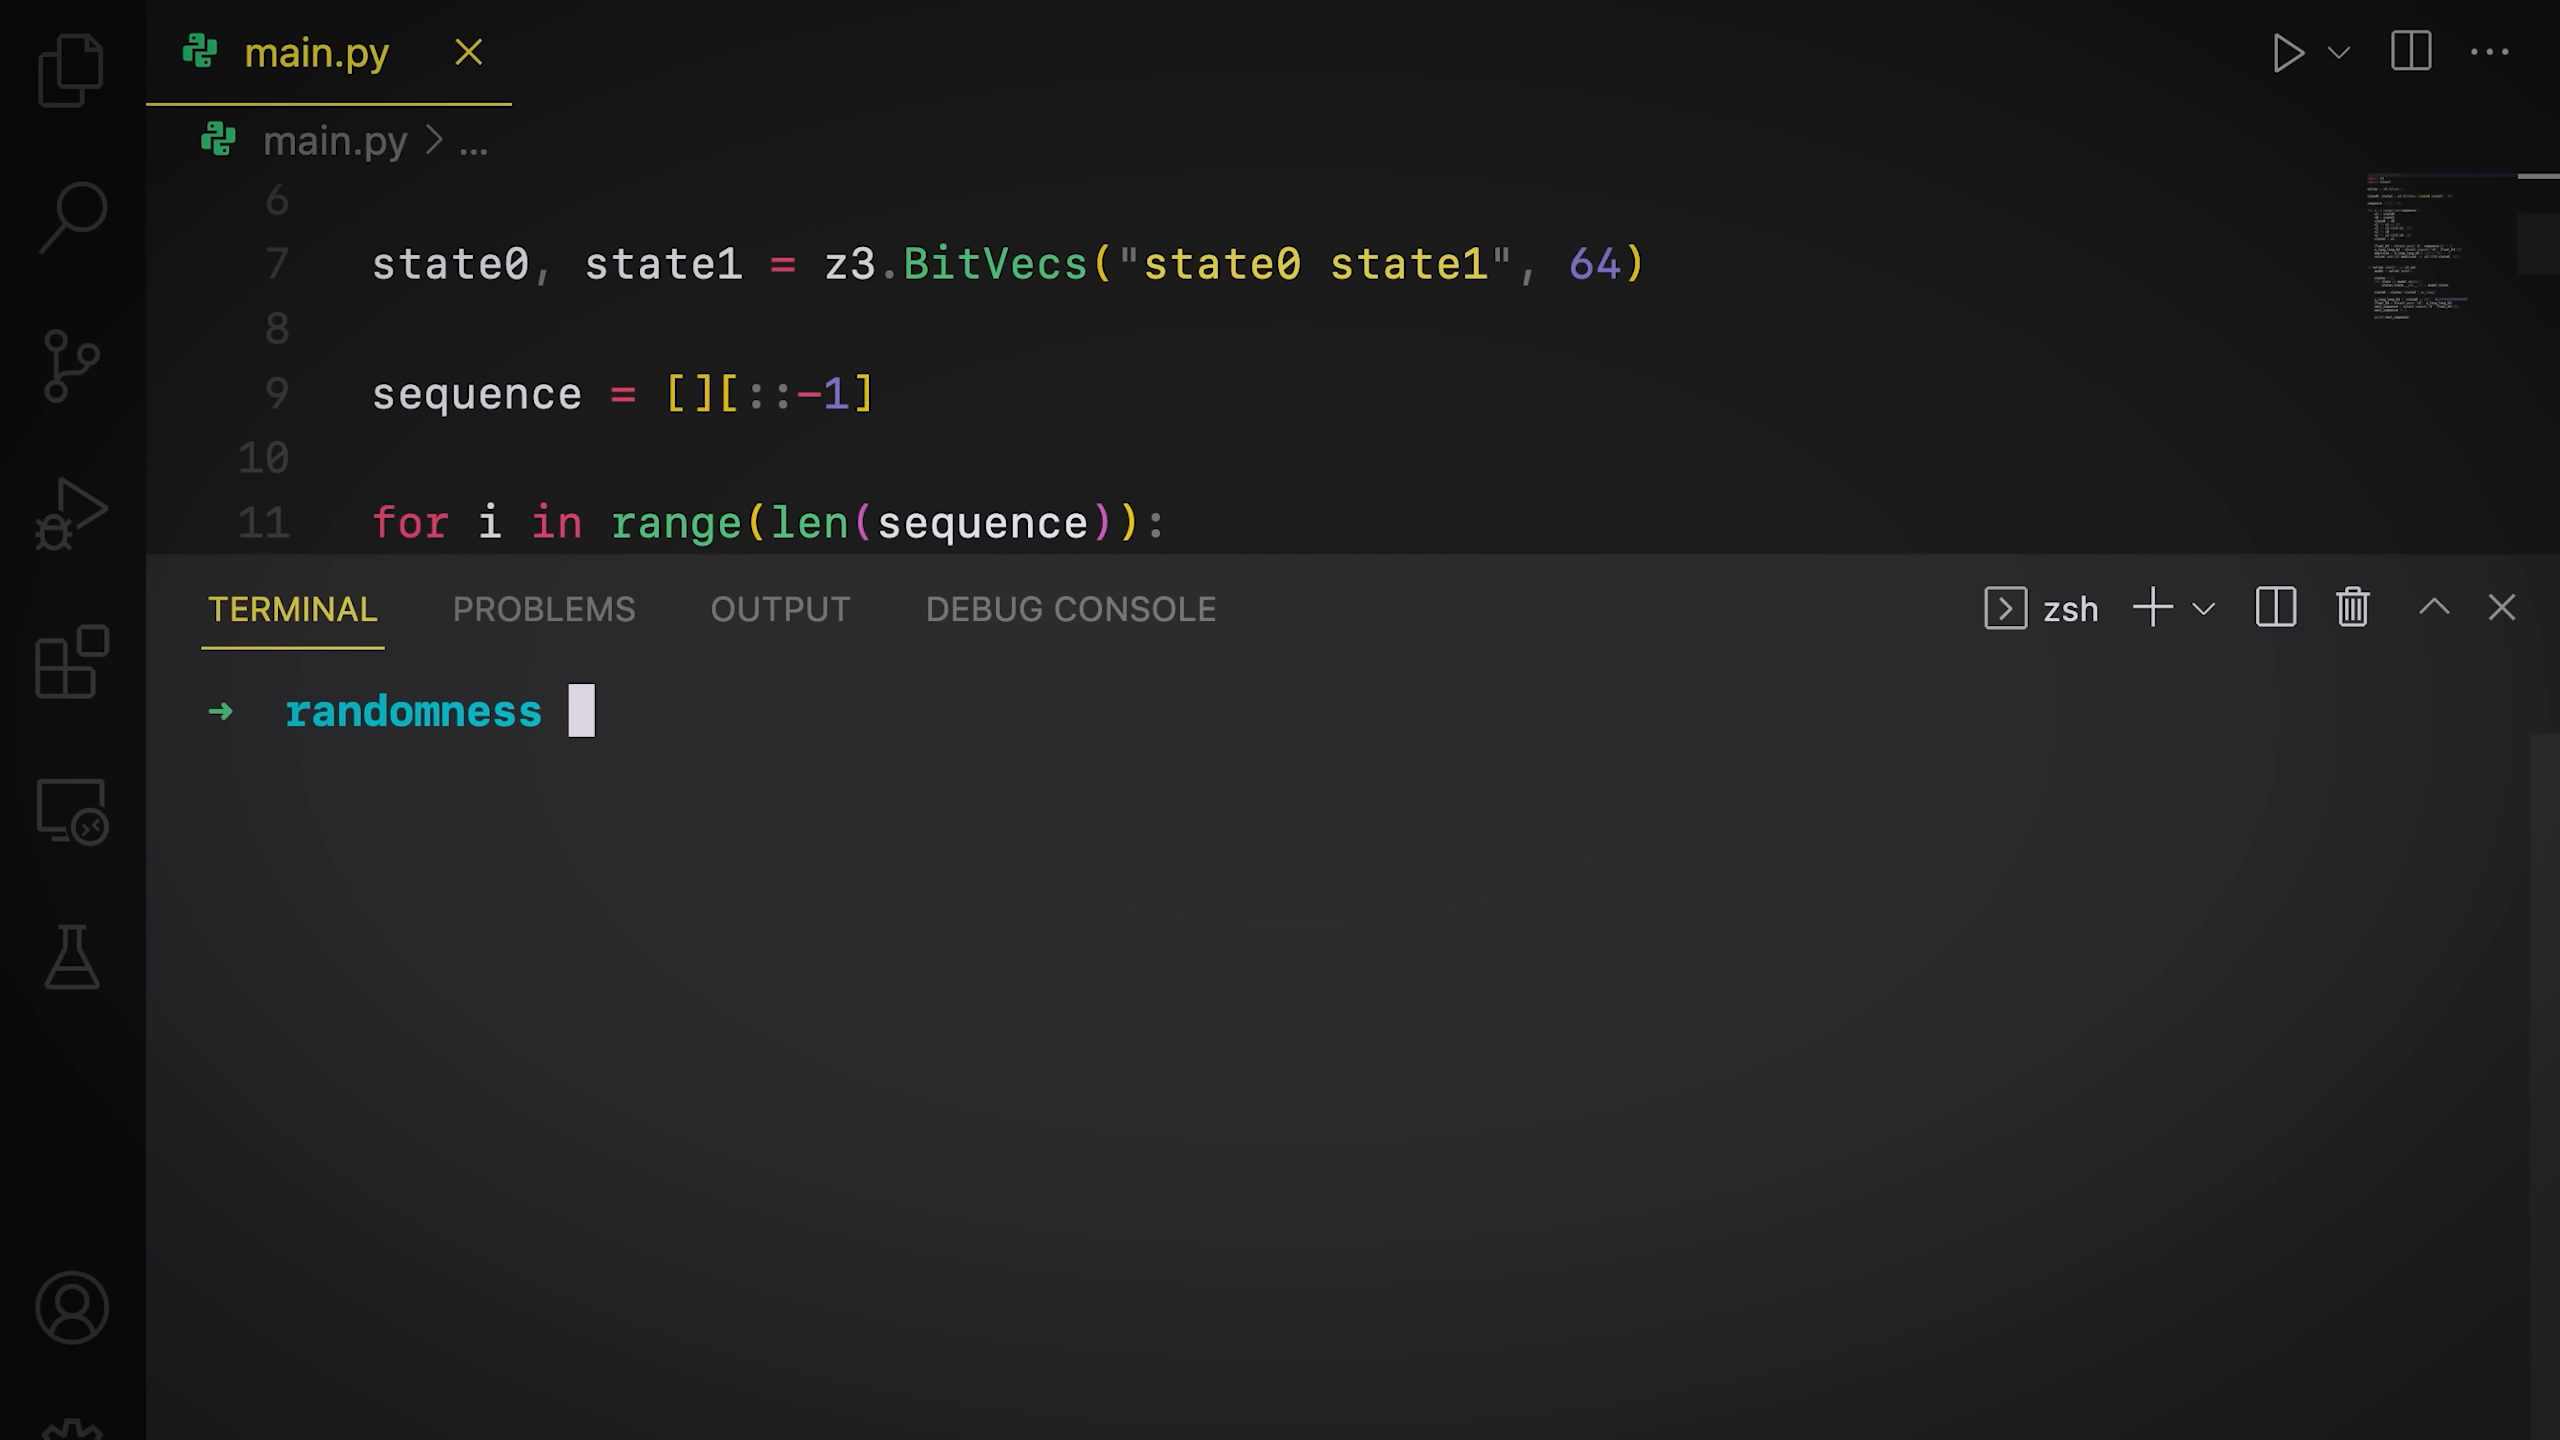 main.py
main.py > ...
6
7 state0, state1 = z3.BitVecs("state0 state1", 64)
8
9 sequence = [][::-1]
10
11 for i in range(len(sequence)):
TERMINAL PROBLEMS OUTPUT DEBUG CONSOLE zsh
→ randomness